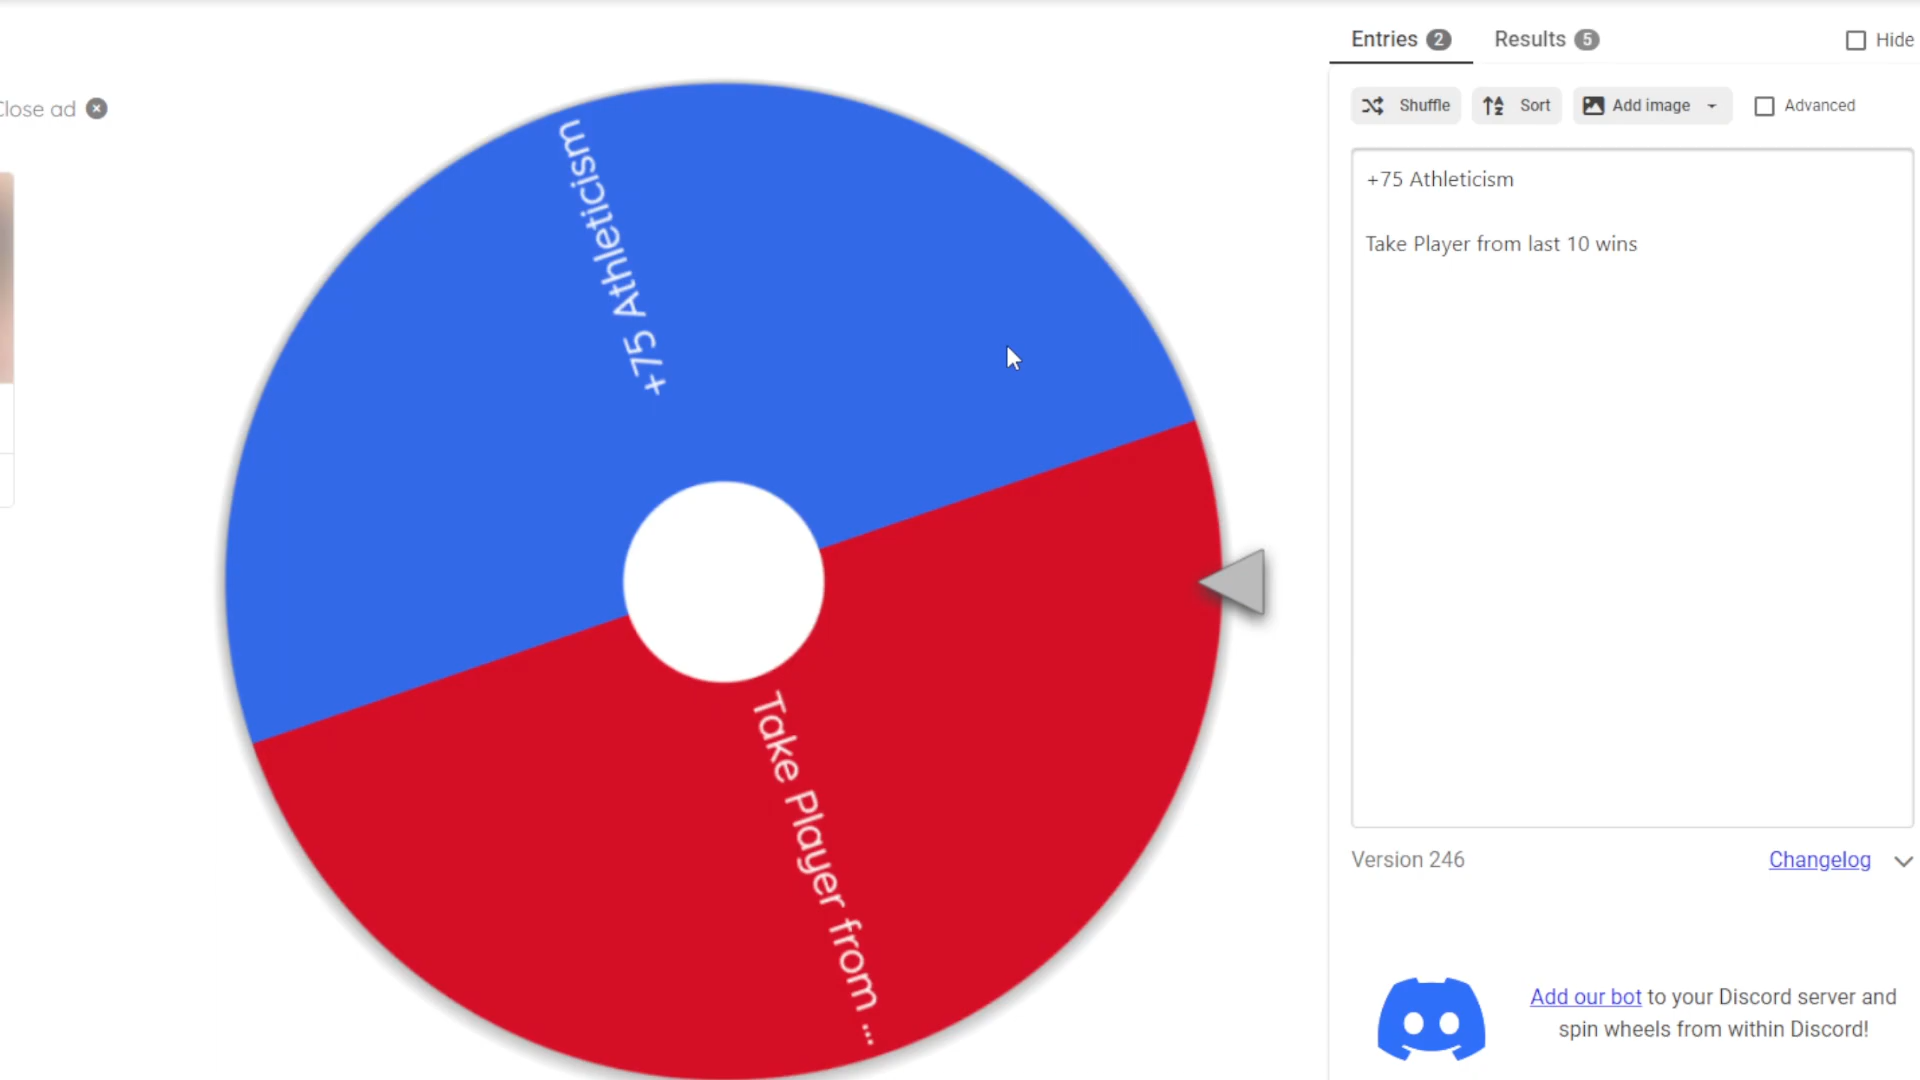 Entries 2
Results 5
Hide
Close ad
Shuffle
Sort
Add image
Advanced
+75 Athleticism
Take Player from last 10 wins
+75 Athleticism
Take Player from ...
Version 246
Changelog
Add our bot to your Discord server and
spin wheels from within Discord!